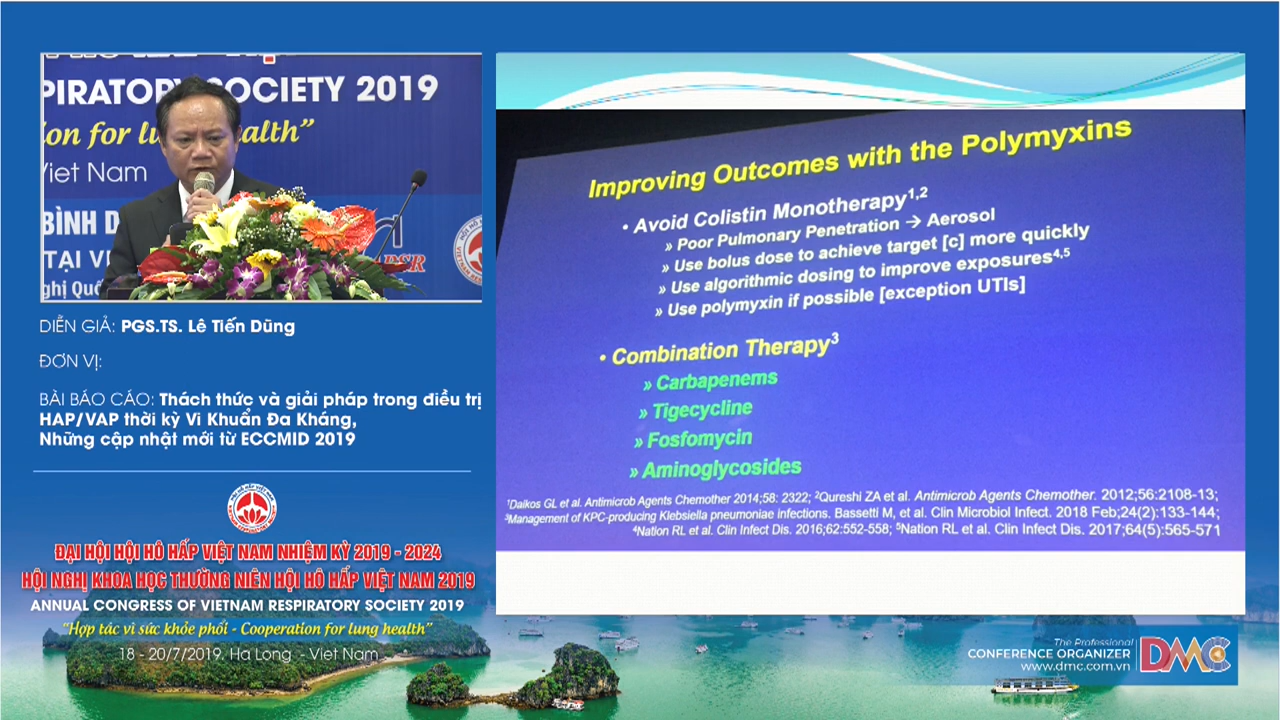 PIRATORY SOCIETY 2019
ion for lung health”
Viet Nam
BÌNH D
TẠI VI
ghị Quố
DIỄN GIẢ: PGS.TS. Lê Tiến Dũng
ĐƠN VỊ:
BÀI BÁO CÁO: Thách thức và giải pháp trong điều trị
HAP/VAP thời kỳ Vi Khuẩn Đa Kháng,
Những cập nhật mới từ ECCMID 2019
ĐẠI HỘI HỘI HÔ HẤP VIỆT NAM NHIỆM KỲ 2019 - 2024
HỘI NGHỊ KHOA HỌC THƯỜNG NIÊN HỘI HÔ HẤP VIỆT NAM 2019
ANNUAL CONGRESS OF VIETNAM RESPIRATORY SOCIETY 2019
“Hợp tác vì sức khỏe phổi - Cooperation for lung health”
18 - 20/7/2019. Ha Long - Viet Nam
Improving Outcomes with the Polymyxins
• Avoid Colistin Monotherapy1,2
» Poor Pulmonary Penetration → Aerosol
» Use bolus dose to achieve target [c] more quickly
» Use algorithmic dosing to improve exposures4,5
» Use polymyxin if possible [exception UTIs]
• Combination Therapy3
» Carbapenems
» Tigecycline
» Fosfomycin
» Aminoglycosides
1Daikos GL et al. Antimicrob Agents Chemother 2014;58: 2322; 2Qureshi ZA et al. Antimicrob Agents Chemother. 2012;56:2108-13;
3Management of KPC-producing Klebsiella pneumoniae infections. Bassetti M, et al. Clin Microbiol Infect. 2018 Feb;24(2):133-144;
4Nation RL et al. Clin Infect Dis. 2016;62:552-558; 5Nation RL et al. Clin Infect Dis. 2017;64(5):565-571
The Professional
CONFERENCE ORGANIZER
www.dmc.com.vn
DMC